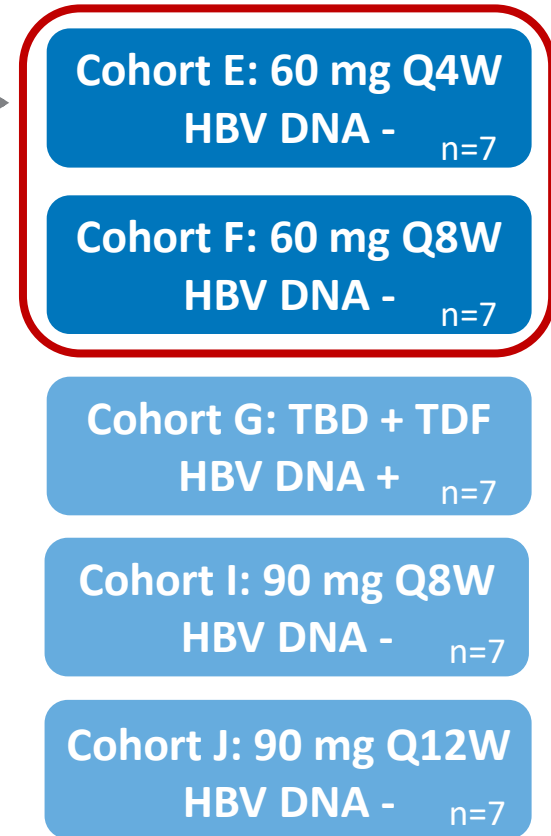 Cohort E: 60 mg Q4W
HBV DNA -
n=7
Cohort F: 60 mg Q8W
HBV DNA -
n=7
Cohort G: TBD + TDF
HBV DNA +
n=7
Cohort I: 90 mg Q8W
HBV DNA -
n=7
Cohort J: 90 mg Q12W
HBV DNA -
n=7